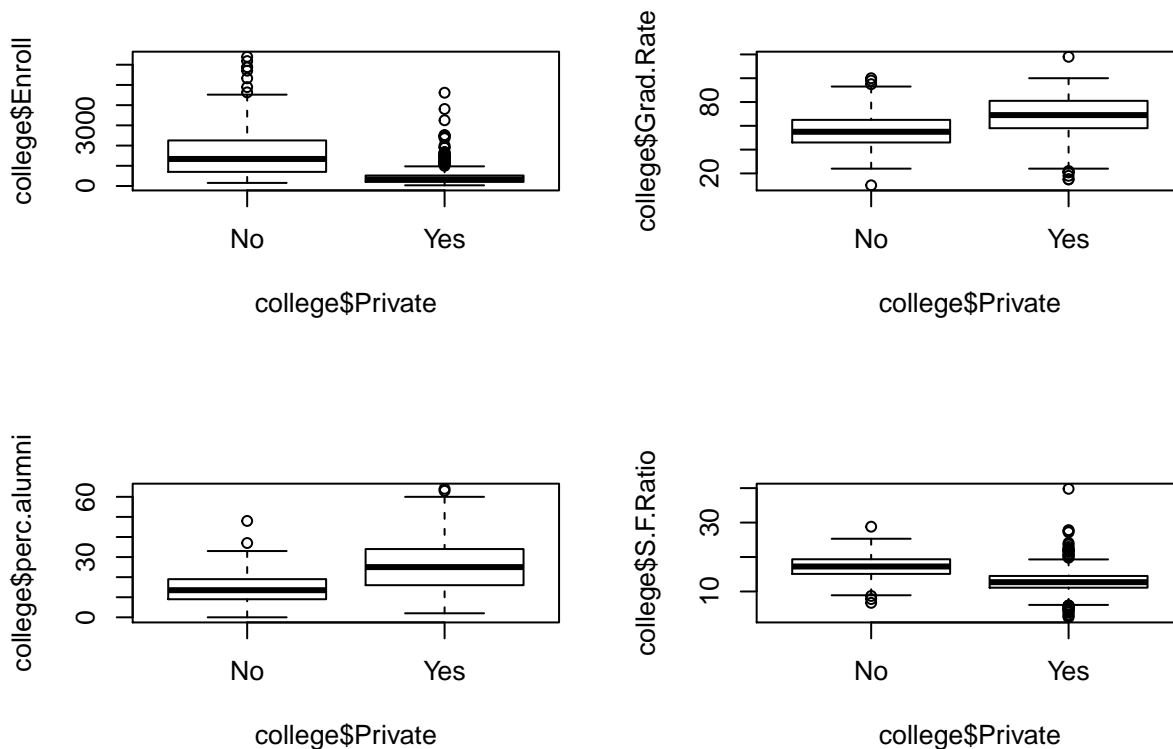 college$Enroll
3000
0
No Yes
college$Private
college$Grad.Rate
80
20
No Yes
college$Private
college$perc.alumni
60
30
0
No Yes
college$Private
college$S.F.Ratio
30
10
No Yes
college$Private